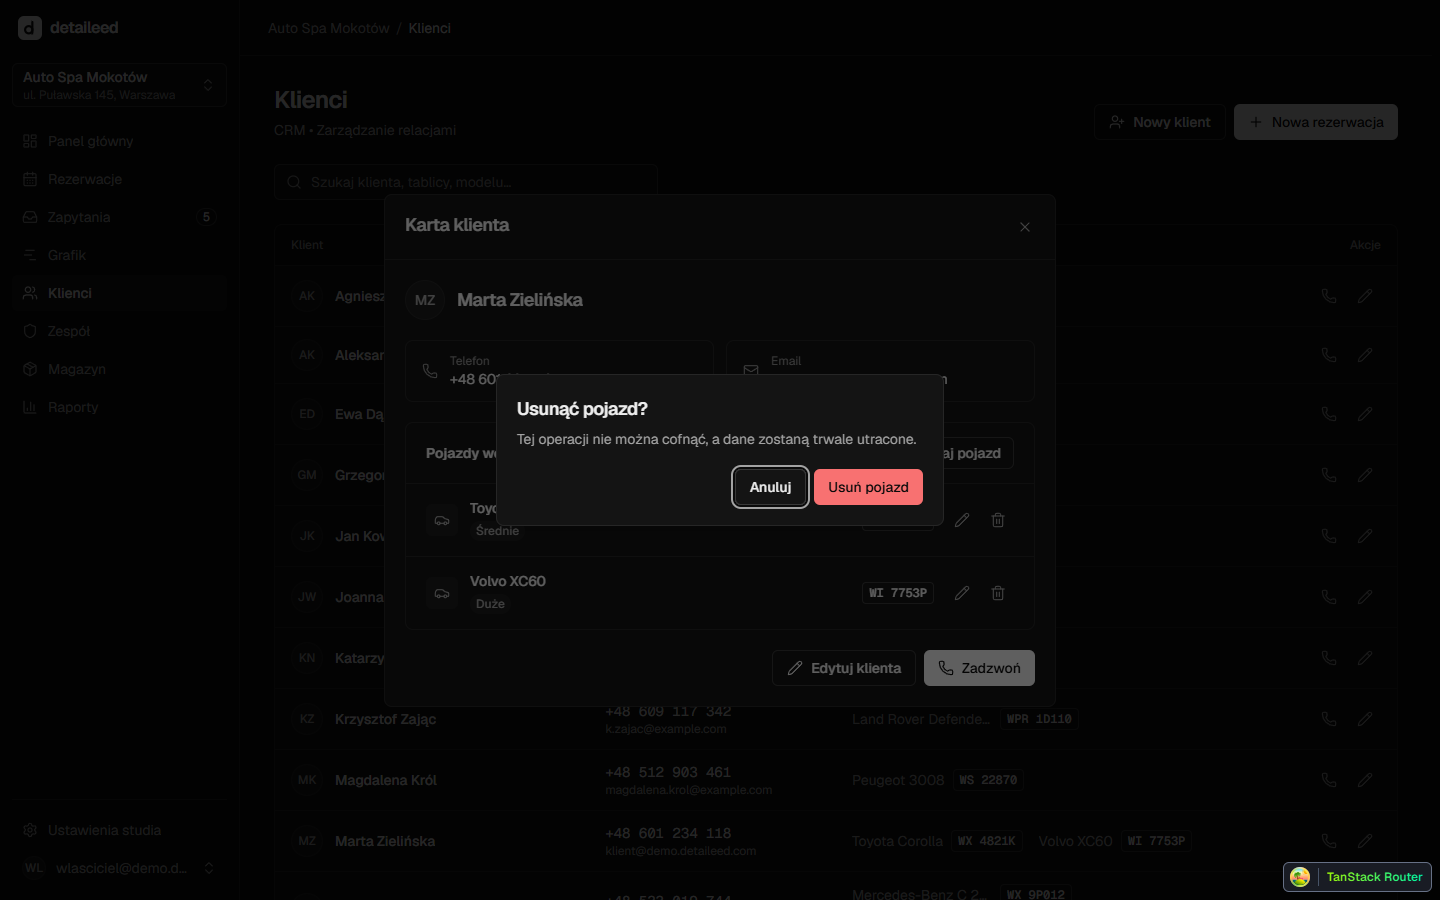 detaileed
Auto Spa Mokotów / Klienci
Auto Spa Mokotów
ul. Puławska 145, Warszawa
Panel główny
Rezerwacje
Zapytania 5
Grafik
Klienci
Zespół
Magazyn
Raporty
Ustawienia studia
WL wlasciciel@demo.d...
Klienci
CRM • Zarządzanie relacjami
Nowy klient
Nowa rezerwacja
Szukaj klienta, tablicy, modelu...
Klient
Akcje
AK
AK
ED
GM
JK
JW Joanna
KN
KZ Krzysztof Zając
+48 609 117 342
k.zajac@example.com
Land Rover Defende... WPR 1D110
MK Magdalena Król
+48 512 903 461
magdalena.krol@example.com
Peugeot 3008 WS 22870
MZ Marta Zielińska
+48 601 234 118
klient@demo.detaileed.com
Toyota Corolla WX 4821K Volvo XC60 WI 7753P
Mercedes-Benz C 2... WX 9P012
Karta klienta
MZ Marta Zielińska
Telefon
+48 60
Email
Pojazdy
pojazd
Średnie
Volvo XC60
Duże
WI 7753P
Edytuj klienta
Zadzwoń
Usunąć pojazd?
Tej operacji nie można cofnąć, a dane zostaną trwale utracone.
Anuluj
Usuń pojazd
TanStack Router